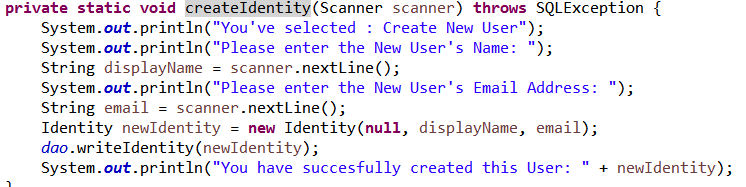 private static void createIdentity(Scanner scanner) throws SQLException {
System.out.println("You've selected : Create New User");
System.out.println("Please enter the New User's Name: ");
String displayName = scanner.nextLine();
System.out.println("Please enter the New User's Email Address: ");
String email = scanner.nextLine();
Identity newIdentity = new Identity(null, displayName, email);
dao.writeIdentity(newIdentity);
System.out.println("You have succesfully created this User: " + newIdentity);
}